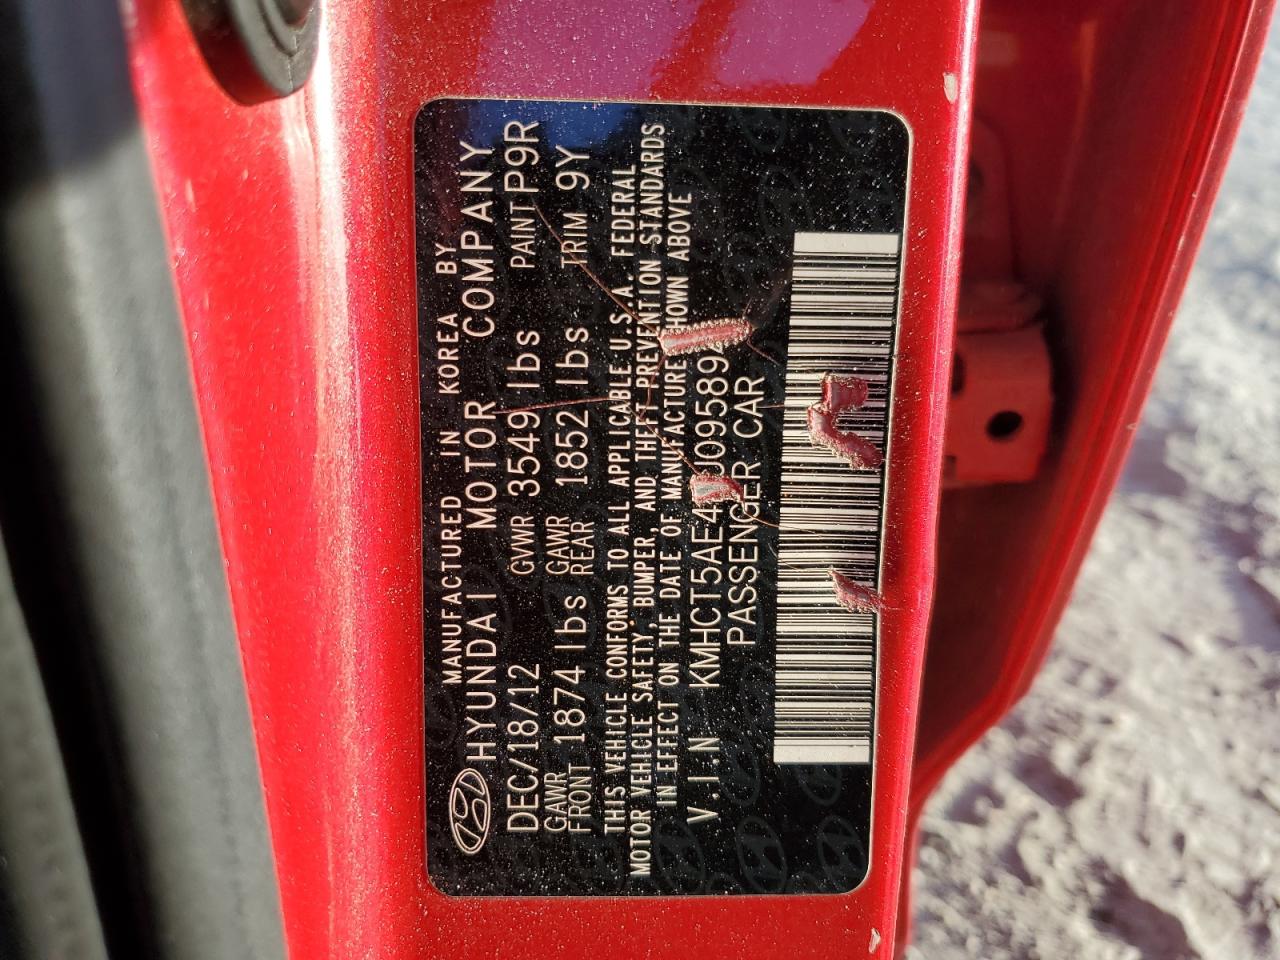 MANUFACTURED IN KOREA BY
HYUNDAI MOTOR COMPANY
DEC/18/12 GVWR 3549 lbs PAINT P9R
GAWR FRONT 1874 lbs GAWR REAR 1852 lbs TRIM 9Y
THIS VEHICLE CONFORMS TO ALL APPLICABLE U.S.A. FEDERAL
MOTOR VEHICLE SAFETY, BUMPER, AND THEFT PREVENTION STANDARDS
IN EFFECT ON THE DATE OF MANUFACTURE SHOWN ABOVE
V.I.N
PASSENGER CAR